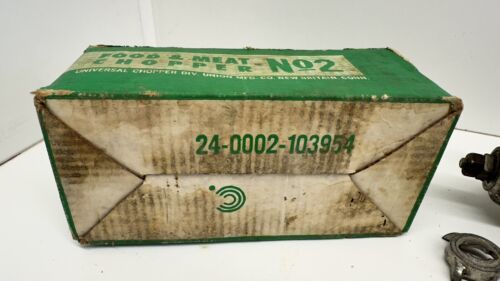 FOOD & MEAT
CHOPPER
No2
UNIVERSAL CHOPPER DIV. UNION MFG. CO. NEW BRITAIN, CONN.
24-0002-103954